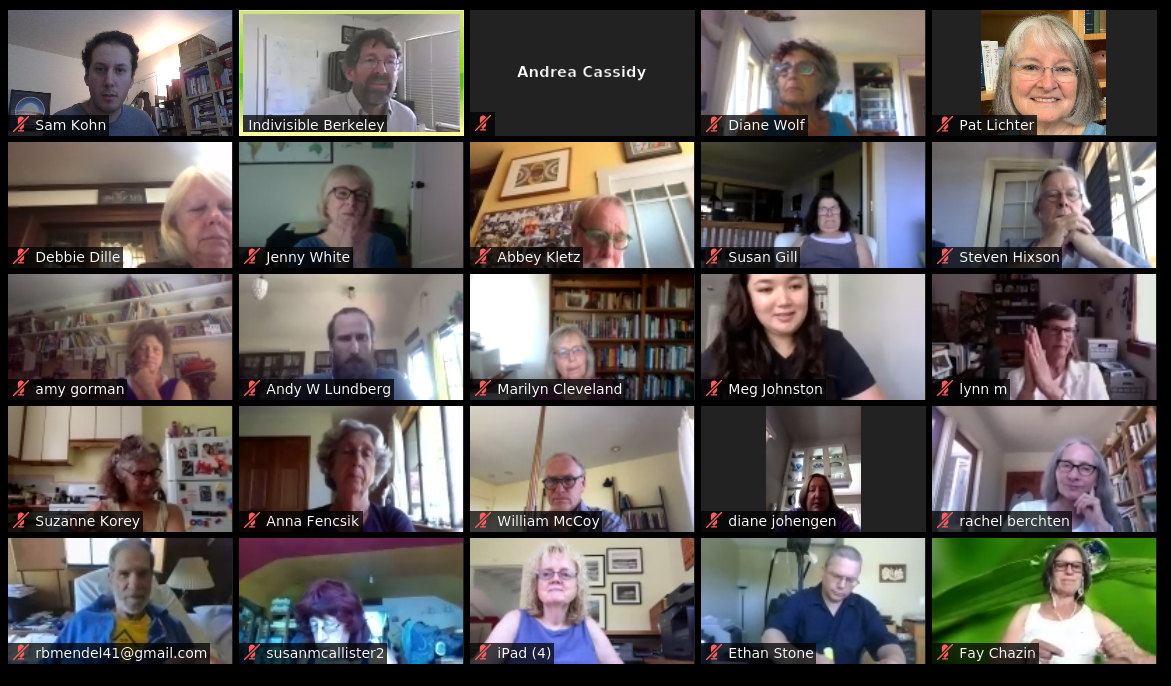 Sam Kohn
Indivisible Berkeley
Andrea Cassidy
Diane Wolf
Pat Lichter
Debbie Dille
Jenny White
Abbey Kletz
Susan Gill
Steven Hixson
amy gorman
Andy W Lundberg
Marilyn Cleveland
Meg Johnston
lynn m
Suzanne Korey
Anna Fencsik
William McCoy
diane johengen
rachel berchten
rbmendel41@gmail.com
susanmcallister2
iPad (4)
Ethan Stone
Fay Chazin